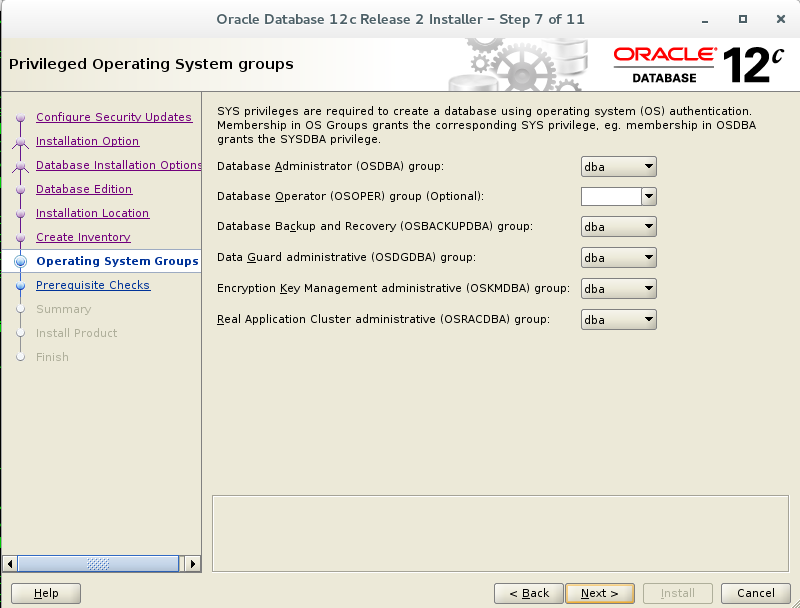 Oracle Database 12c Release 2 Installer – Step 7 of 11
Privileged Operating System groups
ORACLE®
DATABASE
12c
Configure Security Updates
Installation Option
Database Installation Options
Database Edition
Installation Location
Create Inventory
Operating System Groups
Prerequisite Checks
Summary
Install Product
Finish
SYS privileges are required to create a database using operating system (OS) authentication.
Membership in OS Groups grants the corresponding SYS privilege, eg. membership in OSDBA
grants the SYSDBA privilege.
Database Administrator (OSDBA) group: dba
Database Operator (OSOPER) group (Optional):
Database Backup and Recovery (OSBACKUPDBA) group: dba
Data Guard administrative (OSDGDBA) group: dba
Encryption Key Management administrative (OSKMDBA) group: dba
Real Application Cluster administrative (OSRACDBA) group: dba
Help
< Back
Next >
Install
Cancel